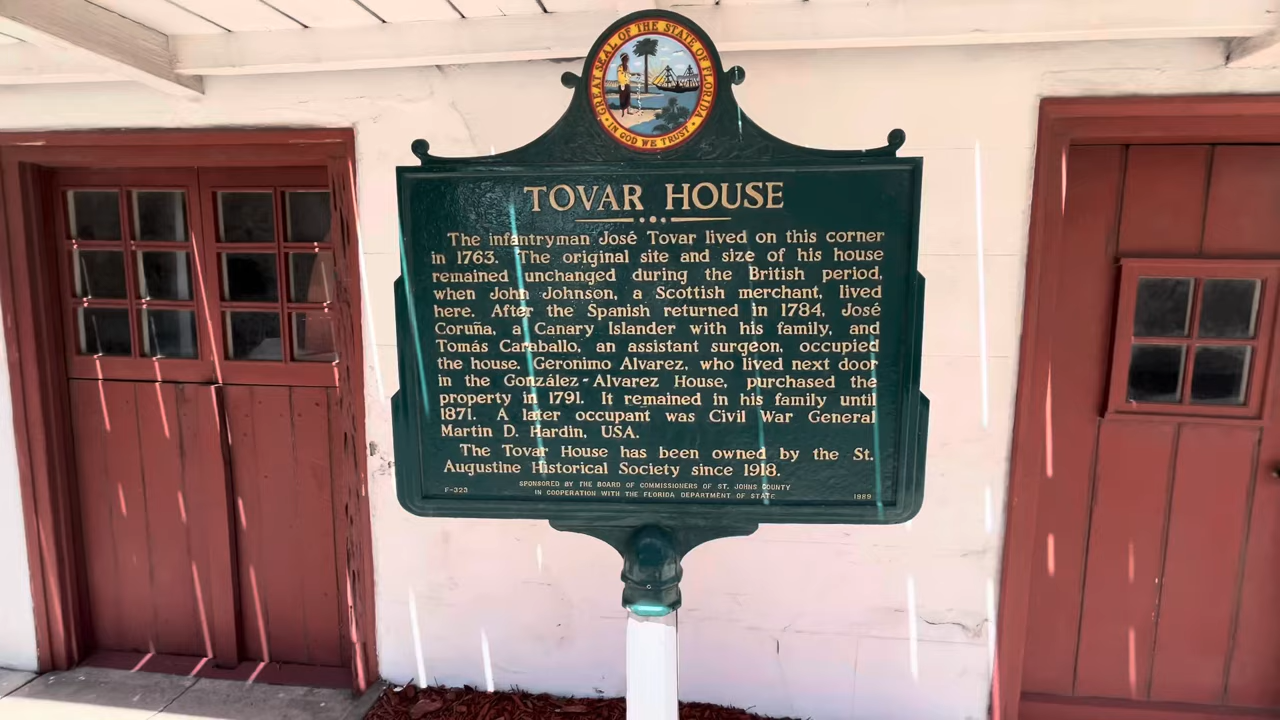 GREAT SEAL OF THE STATE OF FLORIDA
IN GOD WE TRUST
TOVAR HOUSE
The infantryman José Tovar lived on this corner
in 1763. The original site and size of his house
remained unchanged during the British period,
when John Johnson, a Scottish merchant, lived
here. After the Spanish returned in 1784, José
Coruña, a Canary Islander with his family, and
Tomás Caraballo, an assistant surgeon, occupied
the house. Geronimo Alvarez, who lived next door
in the González-Alvarez House, purchased the
property in 1791. It remained in his family until
1871. A later occupant was Civil War General
Martin D. Hardin, USA.
The Tovar House has been owned by the St.
Augustine Historical Society since 1918.
SPONSORED BY THE BOARD OF COMMISSIONERS OF ST. JOHNS COUNTY
F-323 IN COOPERATION WITH THE FLORIDA DEPARTMENT OF STATE 1989